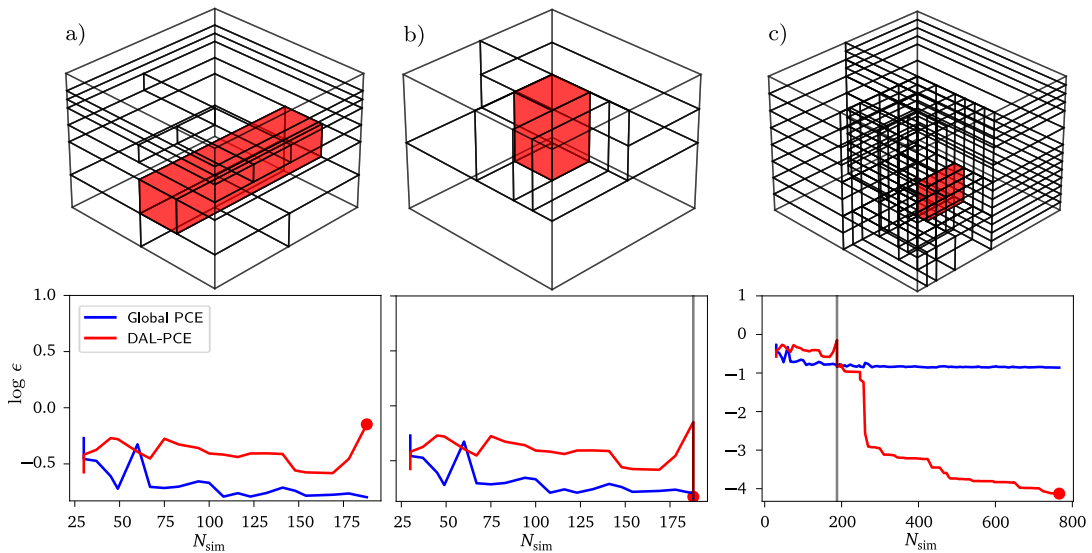 a)
b)
c)
1.0
0.5
0.0
−0.5
log ϵ
Global PCE
DAL-PCE
25 50 75 100 125 150 175
N_sim
25 50 75 100 125 150 175
N_sim
1
0
−1
−2
−3
−4
0 200 400 600 800
N_sim